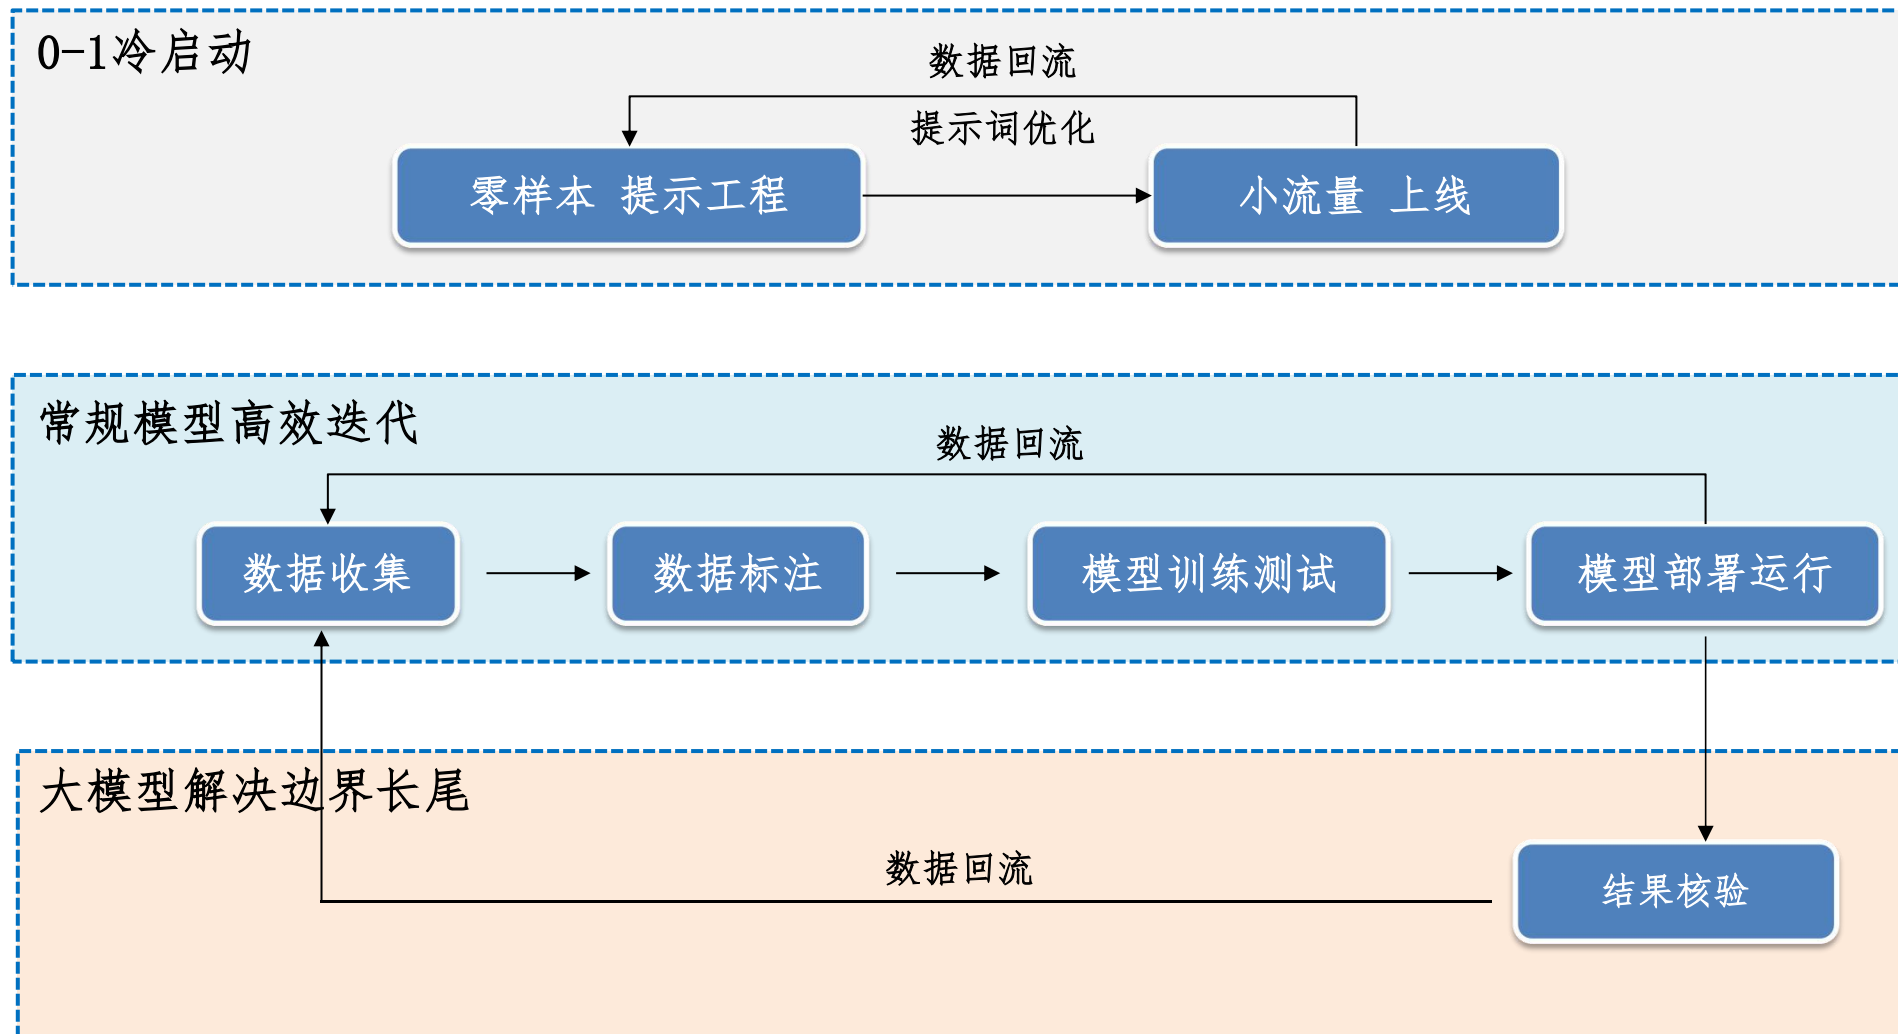 0-1冷启动
数据回流
提示词优化
零样本 提示工程
小流量 上线
常规模型高效迭代
数据回流
数据收集
数据标注
模型训练测试
模型部署运行
大模型解决边界长尾
数据回流
结果核验